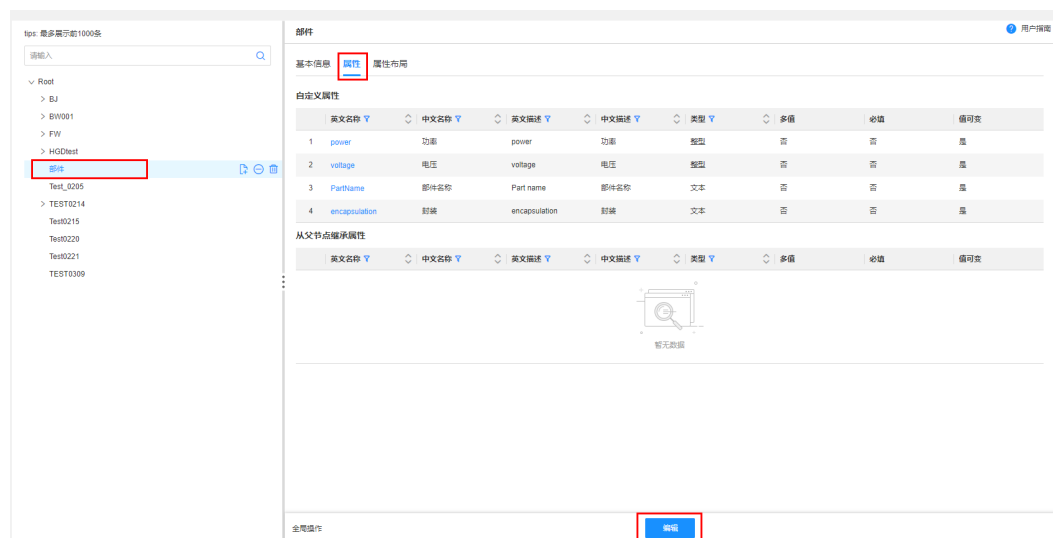 tips: 最多展示前1000条
请输入
Root
BJ
BW001
FW
HGDtest
部件
Test_0205
TEST0214
Test0215
Test0220
Test0221
TEST0309
部件
用户指南
基本信息 属性 属性布局
自定义属性
英文名称 中文名称 英文描述 中文描述 类型 多值 必填 值可变
1 power 功率 power 功率 整型 否 否 是
2 voltage 电压 voltage 电压 整型 否 否 是
3 PartName 部件名称 Part name 部件名称 文本 否 否 是
4 encapsulation 封装 encapsulation 封装 文本 否 否 是
从父节点继承属性
英文名称 中文名称 英文描述 中文描述 类型 多值 必填 值可变
暂无数据
全局操作
编辑